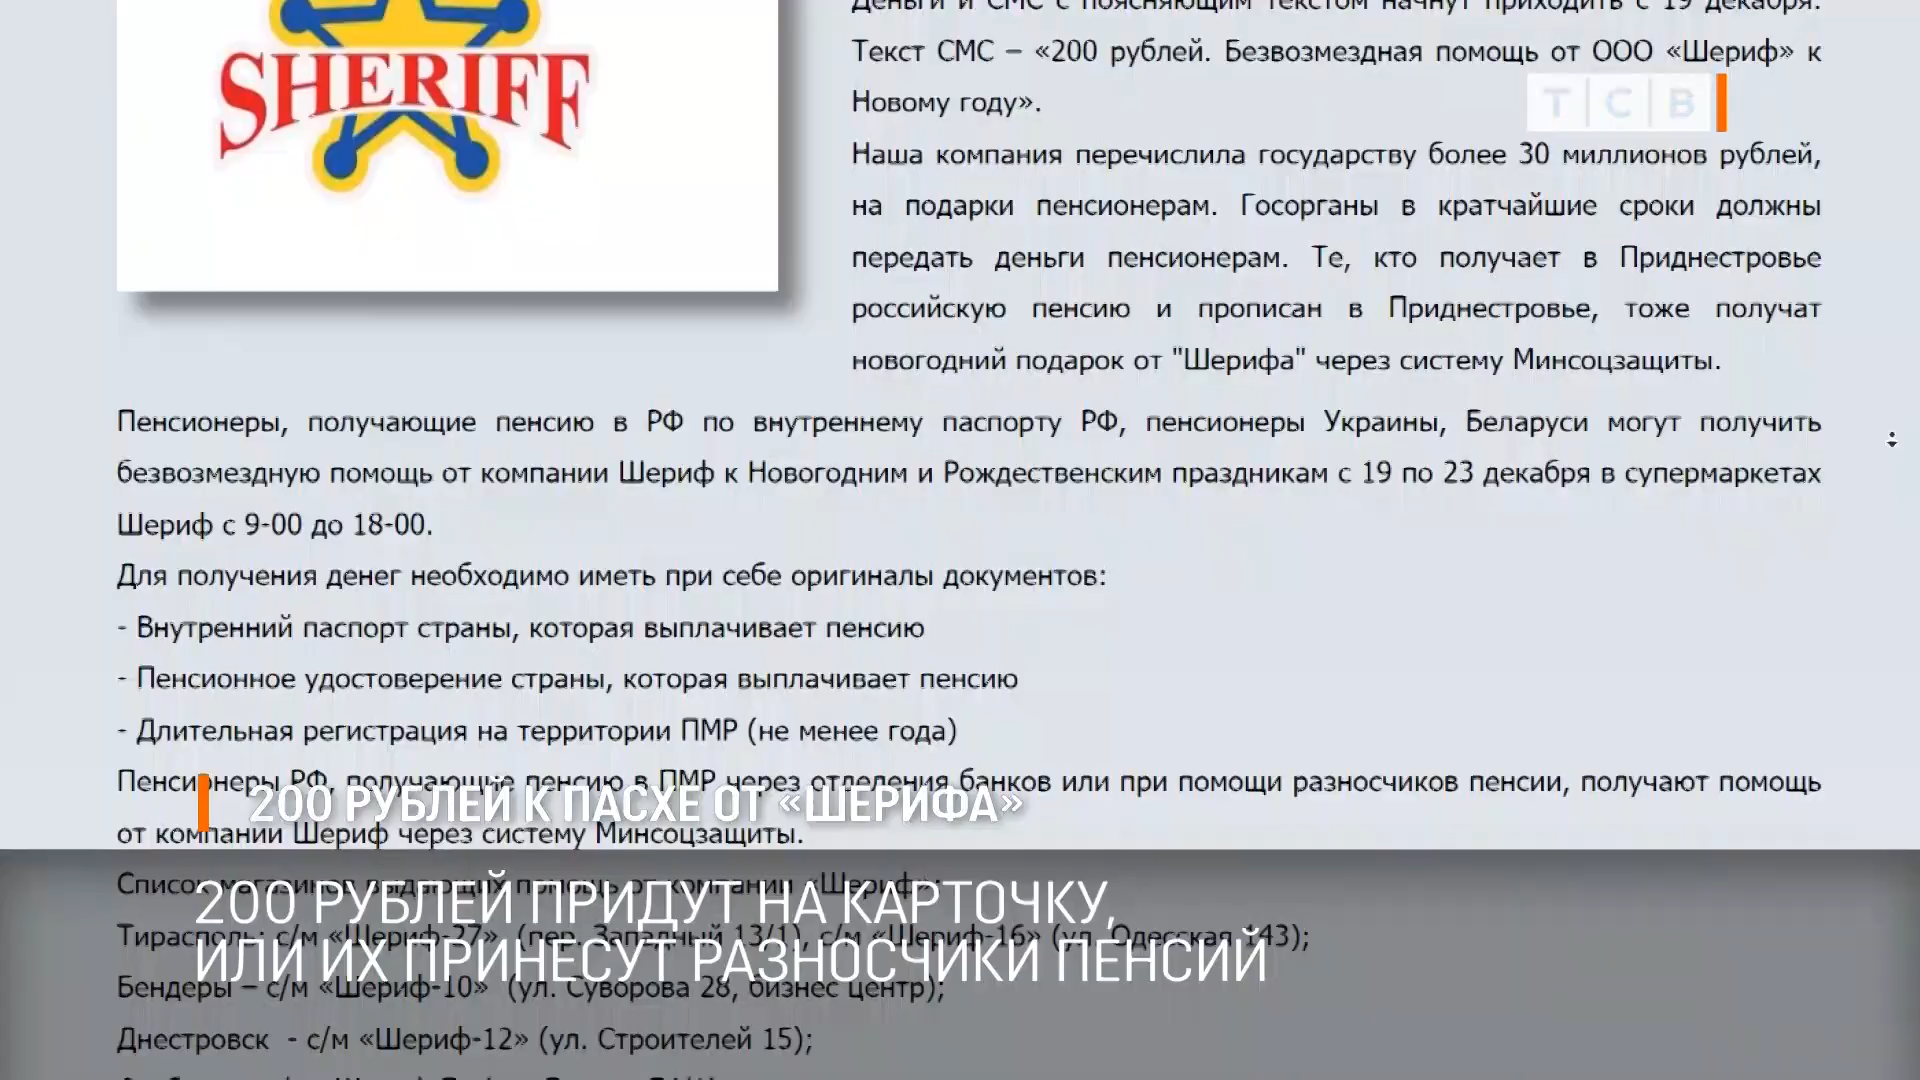 SHERIFF
Деньги и СМС с поясняющим текстом начнут приходить с 19 декабря.
Текст СМС – «200 рублей. Безвозмездная помощь от ООО «Шериф» к
Новому году».
ТСВ
Наша компания перечислила государству более 30 миллионов рублей,
на подарки пенсионерам. Госорганы в кратчайшие сроки должны
передать деньги пенсионерам. Те, кто получает в Приднестровье
российскую пенсию и прописан в Приднестровье, тоже получат
новогодний подарок от "Шерифа" через систему Минсоцзащиты.
Пенсионеры, получающие пенсию в РФ по внутреннему паспорту РФ, пенсионеры Украины, Беларуси могут получить
безвозмездную помощь от компании Шериф к Новогодним и Рождественским праздникам с 19 по 23 декабря в супермаркетах
Шериф с 9-00 до 18-00.
Для получения денег необходимо иметь при себе оригиналы документов:
- Внутренний паспорт страны, которая выплачивает пенсию
- Пенсионное удостоверение страны, которая выплачивает пенсию
- Длительная регистрация на территории ПМР (не менее года)
Пенсионеры РФ, получающие пенсию в ПМР через отделения банков или при помощи разносчиков пенсии, получают помощь
200 РУБЛЕЙ К ПАСХЕ ОТ «ШЕРИФА»
от компании Шериф через систему Минсоцзащиты.
Список магазинов выдающих помощь от компании «Шериф»:
200 РУБЛЕЙ ПРИДУТ НА КАРТОЧКУ,
Тирасполь: с/м «Шериф-27» (пер. Западный 13/1), с/м «Шериф-16» (ул. Одесская 143);
ИЛИ ИХ ПРИНЕСУТ РАЗНОСЧИКИ ПЕНСИЙ
Бендеры – с/м «Шериф-10» (ул. Суворова 28, бизнес центр);
Днестровск - с/м «Шериф-12» (ул. Строителей 15);